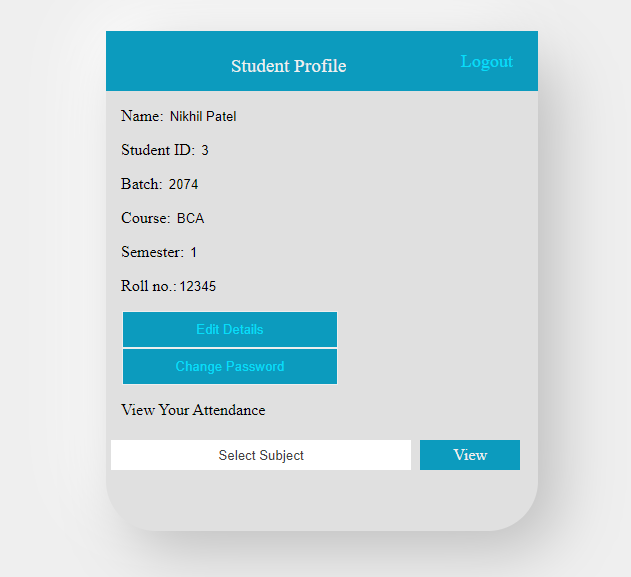 Student Profile
Logout
Name: Nikhil Patel
Student ID: 3
Batch: 2074
Course: BCA
Semester: 1
Roll no.: 12345
Edit Details
Change Password
View Your Attendance
Select Subject
View